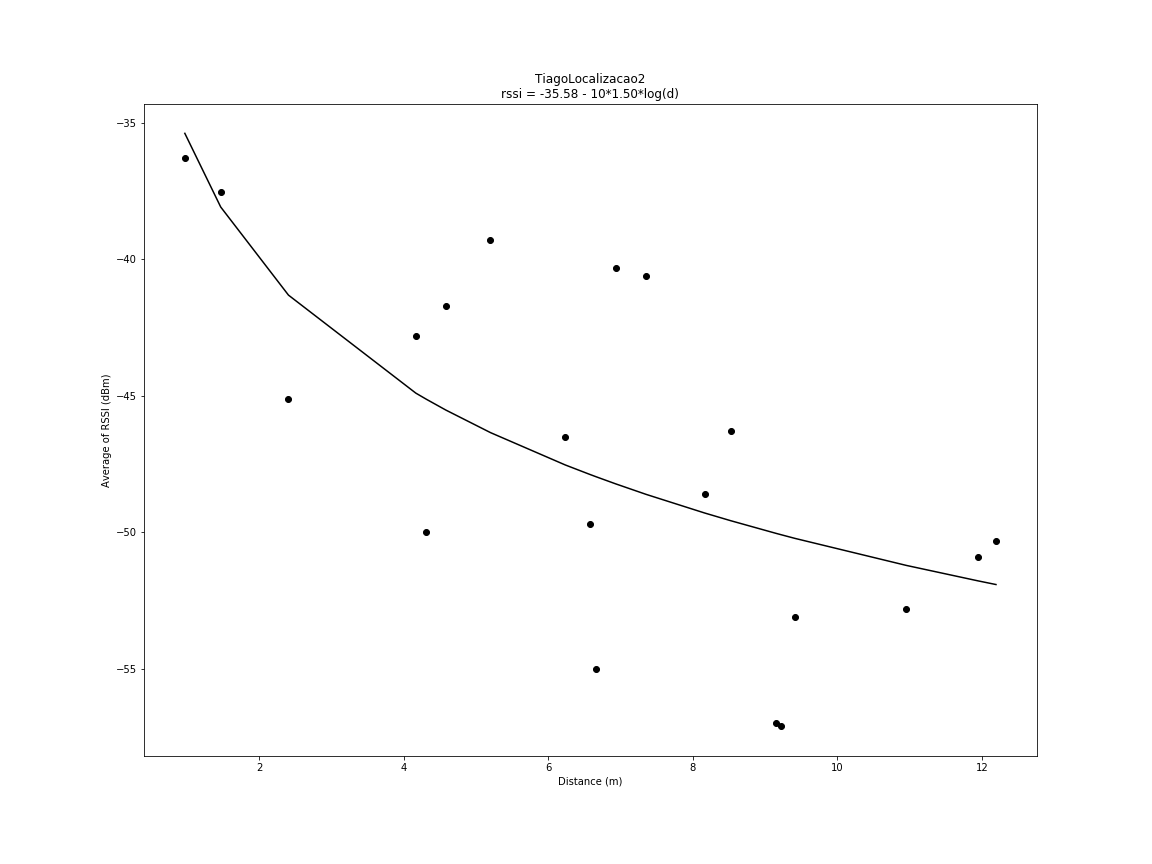 TiagoLocalizacao2
rssi = -35.58 - 10*1.50*log(d)
−35
−40
−45
−50
−55
Average of RSSI (dBm)
2
4
6
8
10
12
Distance (m)